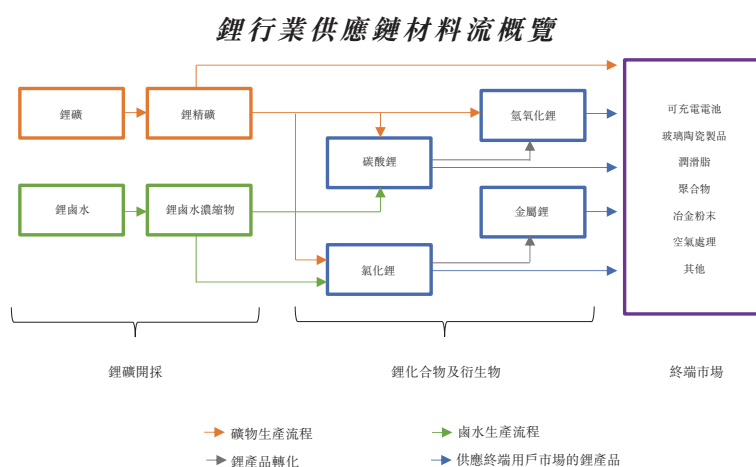 鋰行業供應鏈材料流概覽
鋰礦
鋰精礦
氫氧化鋰
碳酸鋰
鋰鹵水
鋰鹵水濃縮物
金屬鋰
氯化鋰
可充電電池
玻璃陶瓷製品
潤滑脂
聚合物
冶金粉末
空氣處理
其他
鋰礦開採
鋰化合物及衍生物
終端市場
礦物生產流程
鹵水生產流程
鋰產品轉化
供應終端用戶市場的鋰產品